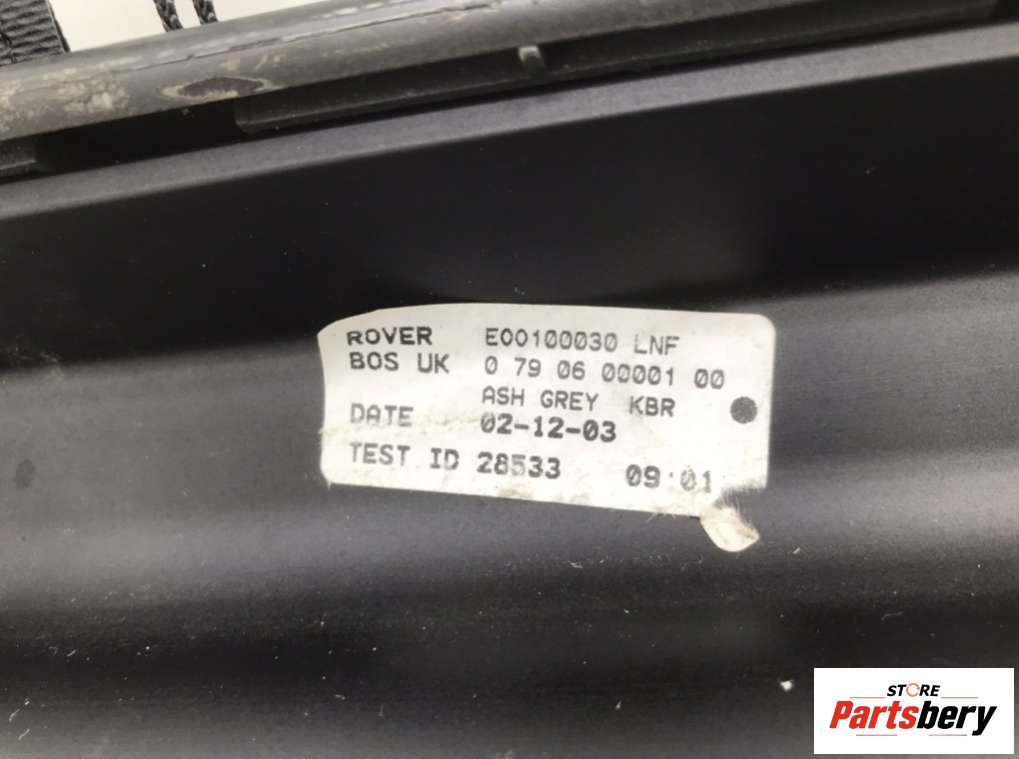 ROVER E00100030 LNF
BOS UK 0 79 06 00001 00
ASH GREY KBR
DATE 02-12-03
TEST ID 28533 09:01
STORE
Partsbery